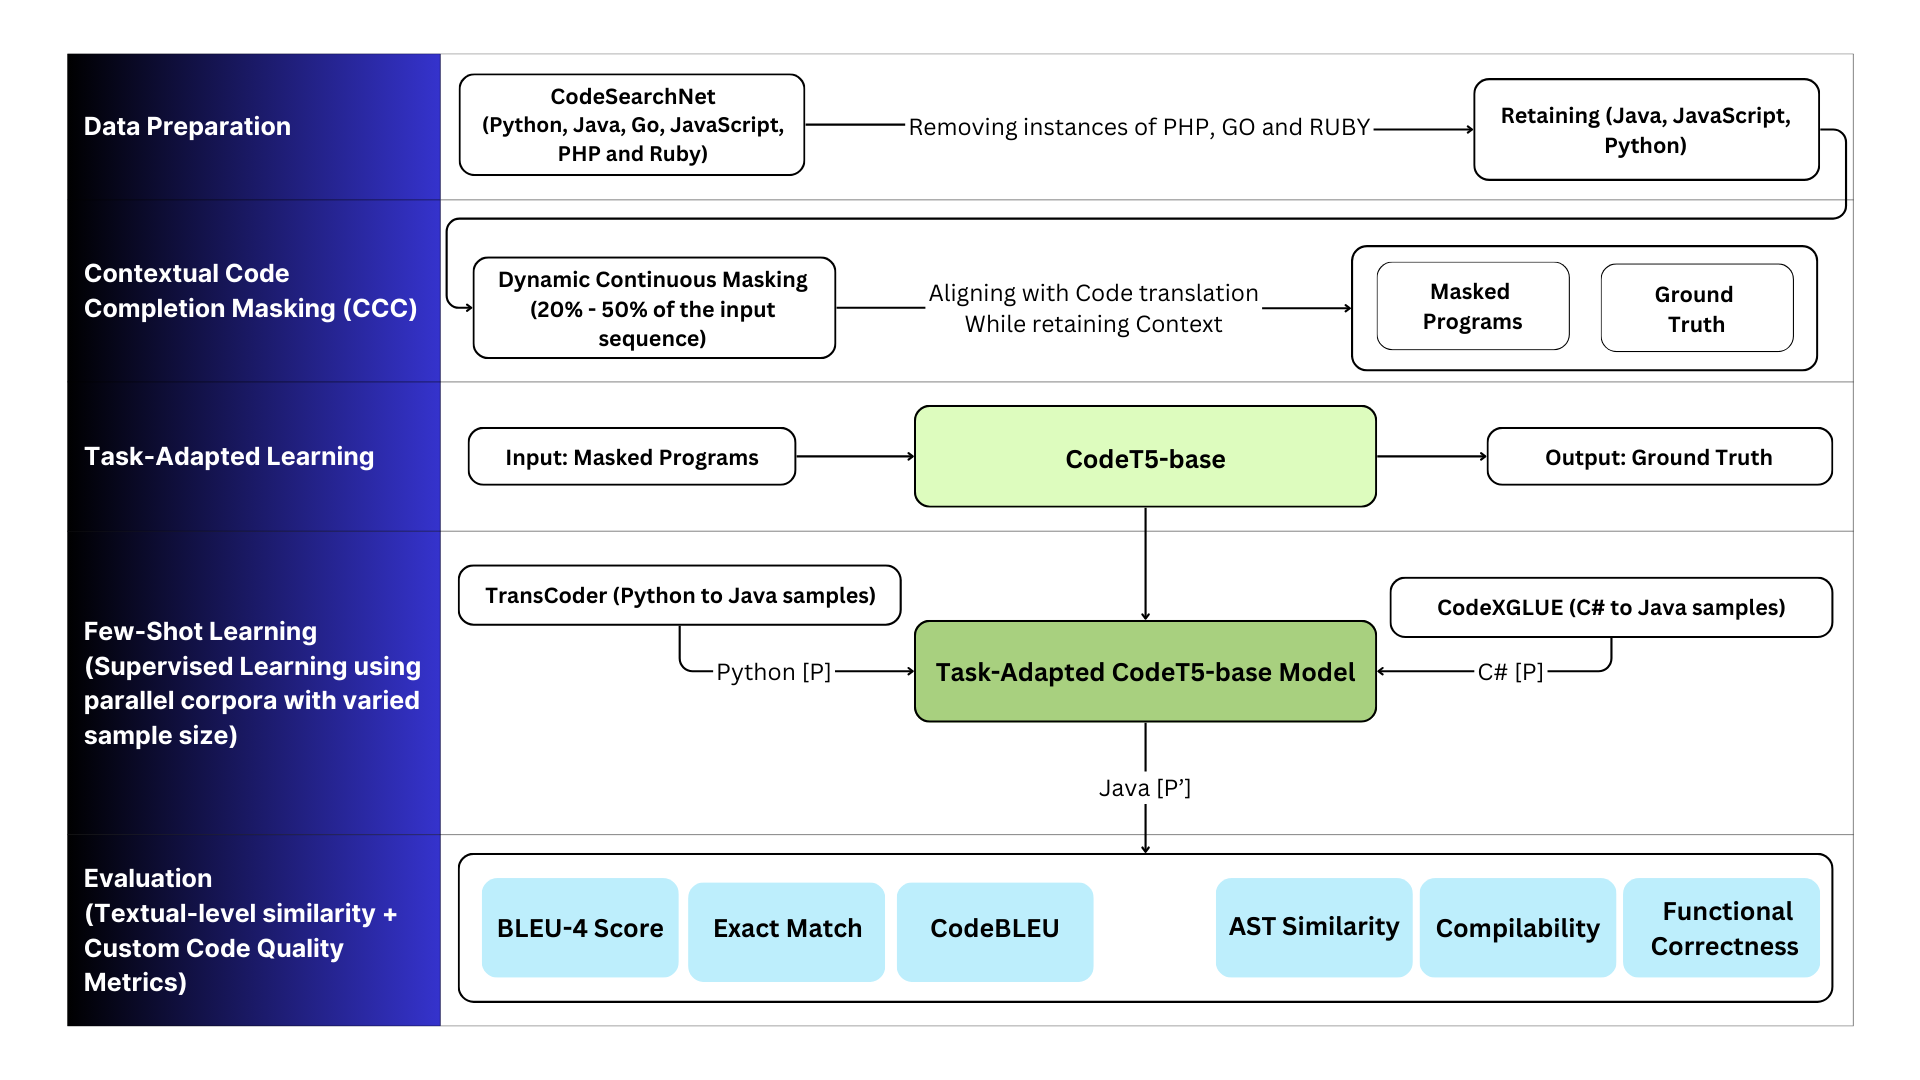 Data Preparation
CodeSearchNet
(Python, Java, Go, JavaScript,
PHP and Ruby)
Removing instances of PHP, GO and RUBY
Retaining (Java, JavaScript,
Python)
Contextual Code
Completion Masking (CCC)
Dynamic Continuous Masking
(20% - 50% of the input
sequence)
Aligning with Code translation
While retaining Context
Masked
Programs
Ground
Truth
Task-Adapted Learning
Input: Masked Programs
CodeT5-base
Output: Ground Truth
Few-Shot Learning
(Supervised Learning using
parallel corpora with varied
sample size)
TransCoder (Python to Java samples)
CodeXGLUE (C# to Java samples)
Python [P]
Task-Adapted CodeT5-base Model
C# [P]
Java [P’]
Evaluation
(Textual-level similarity +
Custom Code Quality
Metrics)
BLEU-4 Score
Exact Match
CodeBLEU
AST Similarity
Compilability
Functional
Correctness